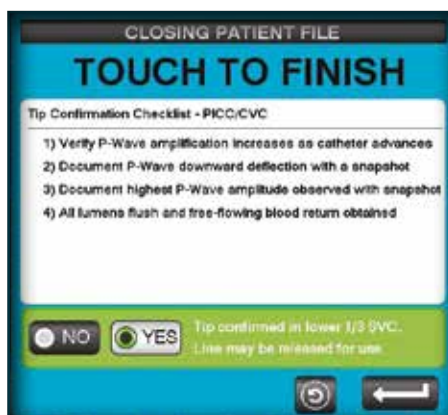 CLOSING PATIENT FILE
TOUCH TO FINISH
Tip Confirmation Checklist - PICC/CVC
1) Verify P-Wave amplification increases as catheter advances
2) Document P-Wave downward deflection with a snapshot
3) Document highest P-Wave amplitude observed with snapshot
4) All lumens flush and free-flowing blood return obtained
NO
YES
Tip confirmed in lower 1/3 SVC.
Line may be released for use